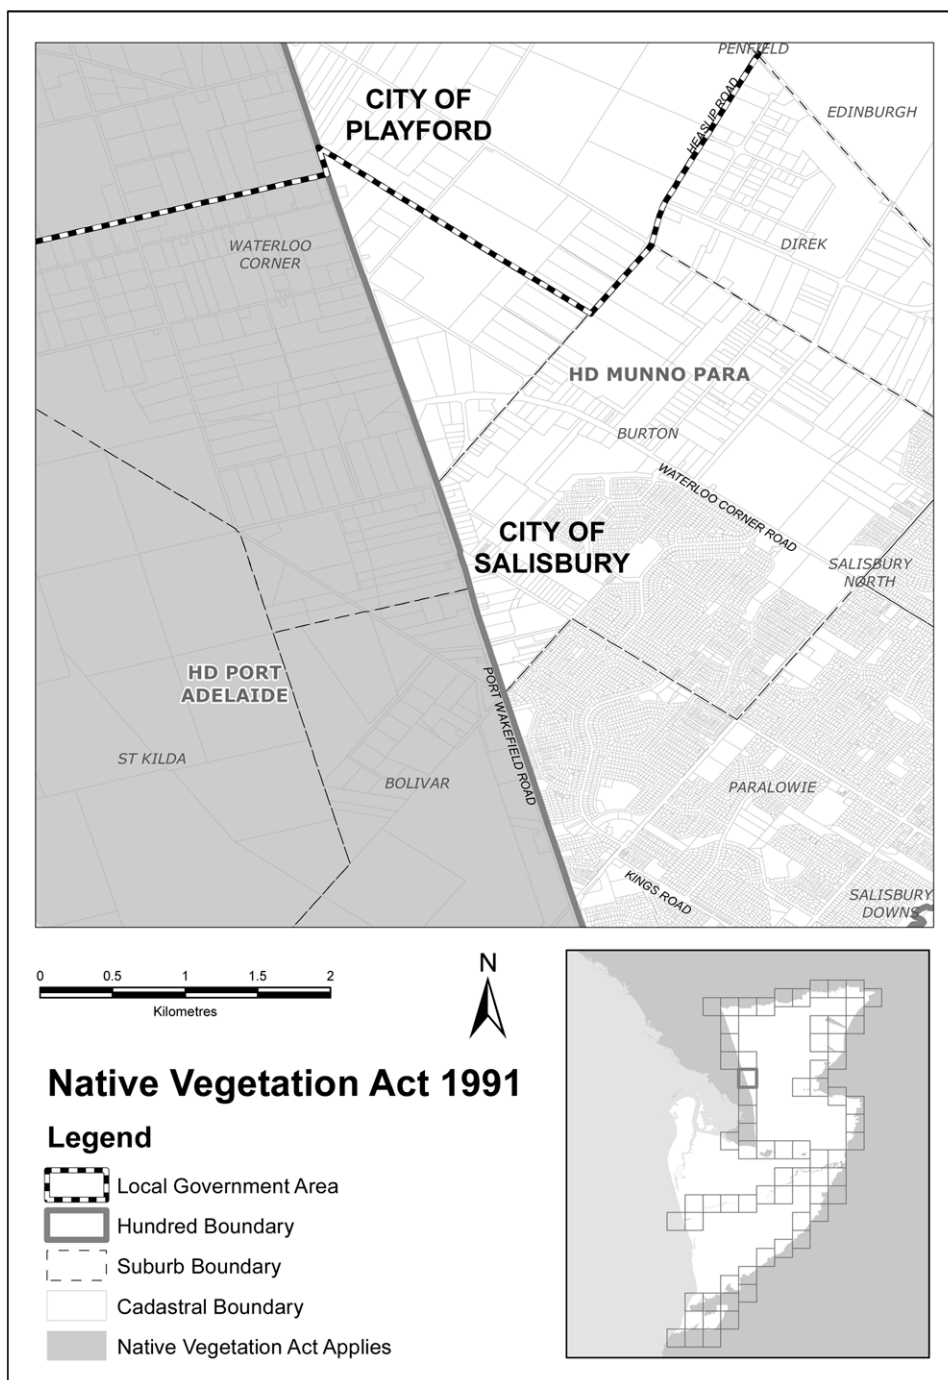 PENFIELD
CITY OF
PLAYFORD
HEASLIP ROAD
EDINBURGH
WATERLOO
CORNER
DIREK
HD MUNNO PARA
BURTON
WATERLOO CORNER ROAD
CITY OF
SALISBURY
SALISBURY
NORTH
HD PORT
ADELAIDE
PORT WAKEFIELD ROAD
ST KILDA
BOLIVAR
PARALOWIE
KINGS ROAD
SALISBURY
DOWNS
0 0.5 1 1.5 2
Kilometres
N
Native Vegetation Act 1991
Legend
Local Government Area
Hundred Boundary
Suburb Boundary
Cadastral Boundary
Native Vegetation Act Applies